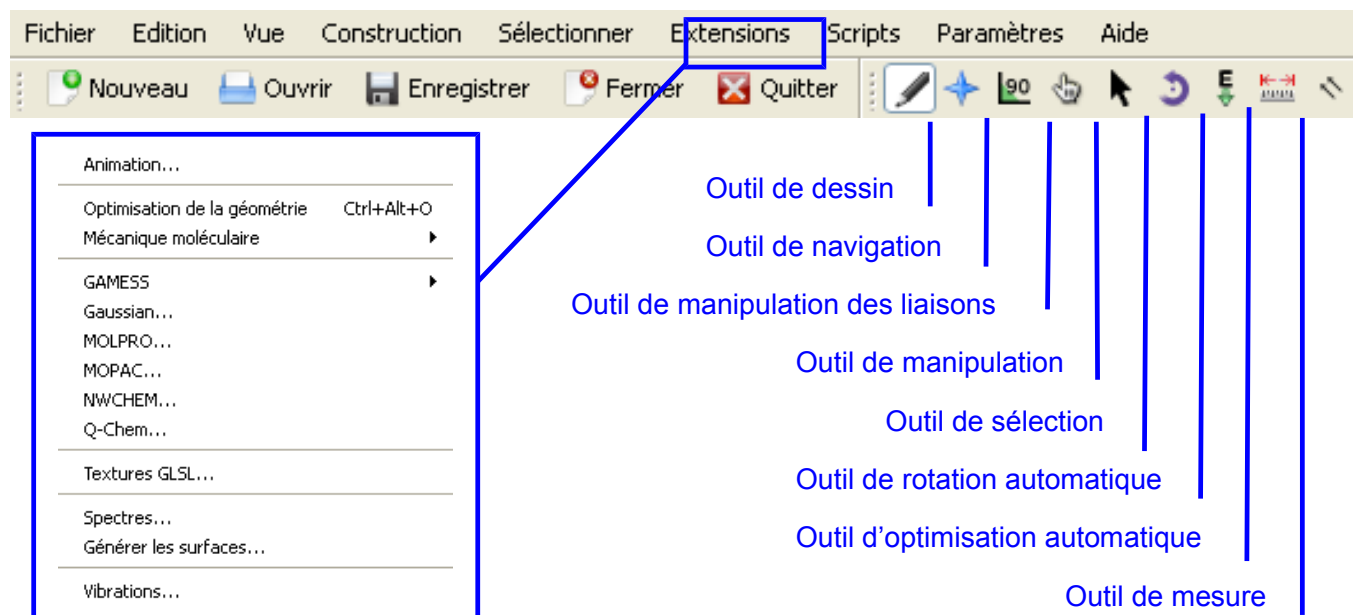 Fichier Edition Vue Construction Sélectionner Extensions Scripts Paramètres Aide
Nouveau Ouvrir Enregistrer Fermer Quitter 90 E
Animation...
Optimisation de la géométrie Ctrl+Alt+O
Mécanique moléculaire
GAMESS
Gaussian...
MOLPRO...
MOPAC...
NWCHEM...
Q-Chem...
Textures GLSL...
Spectres...
Générer les surfaces...
Vibrations...
Outil de dessin
Outil de navigation
Outil de manipulation des liaisons
Outil de manipulation
Outil de sélection
Outil de rotation automatique
Outil d’optimisation automatique
Outil de mesure